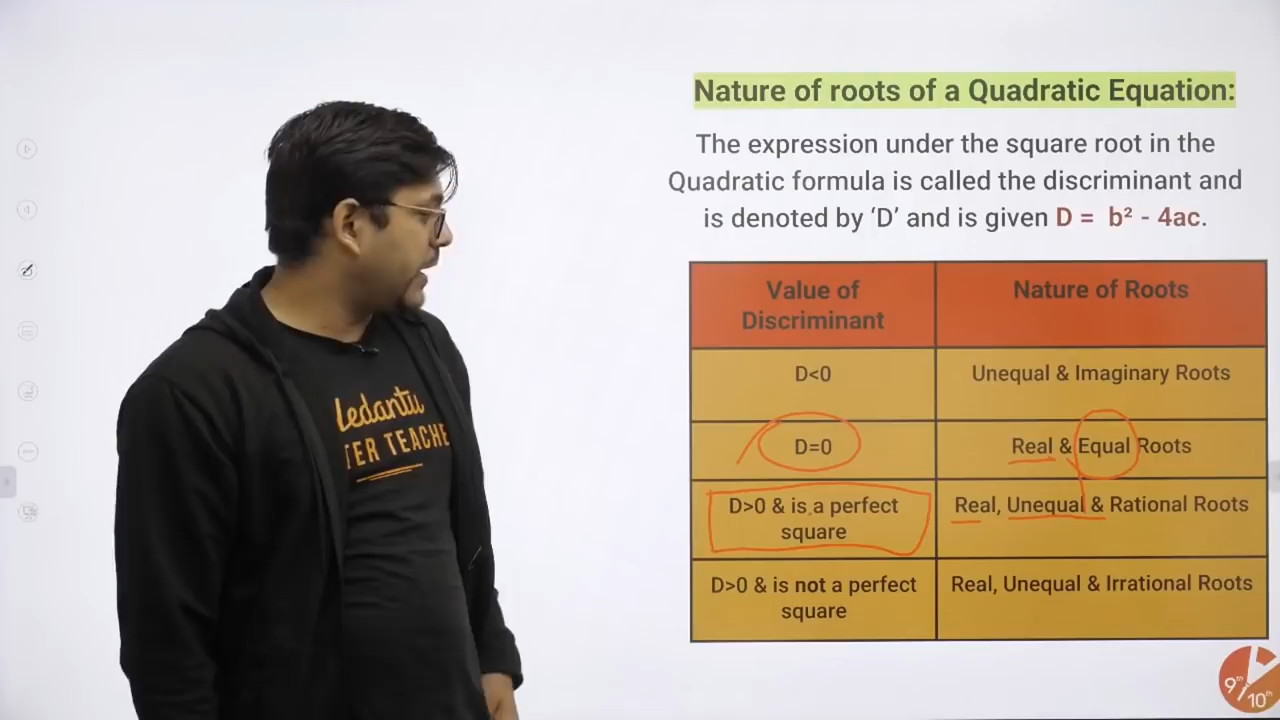 Nature of roots of a Quadratic Equation:
The expression under the square root in the
Quadratic formula is called the discriminant and
is denoted by ‘D’ and is given D = b² - 4ac.
Value of
Discriminant
Nature of Roots
D<0
Unequal & Imaginary Roots
D=0
Real & Equal Roots
D>0 & is a perfect
square
Real, Unequal & Rational Roots
D>0 & is not a perfect
square
Real, Unequal & Irrational Roots
ledantu
TER TEACHE
9th
10th